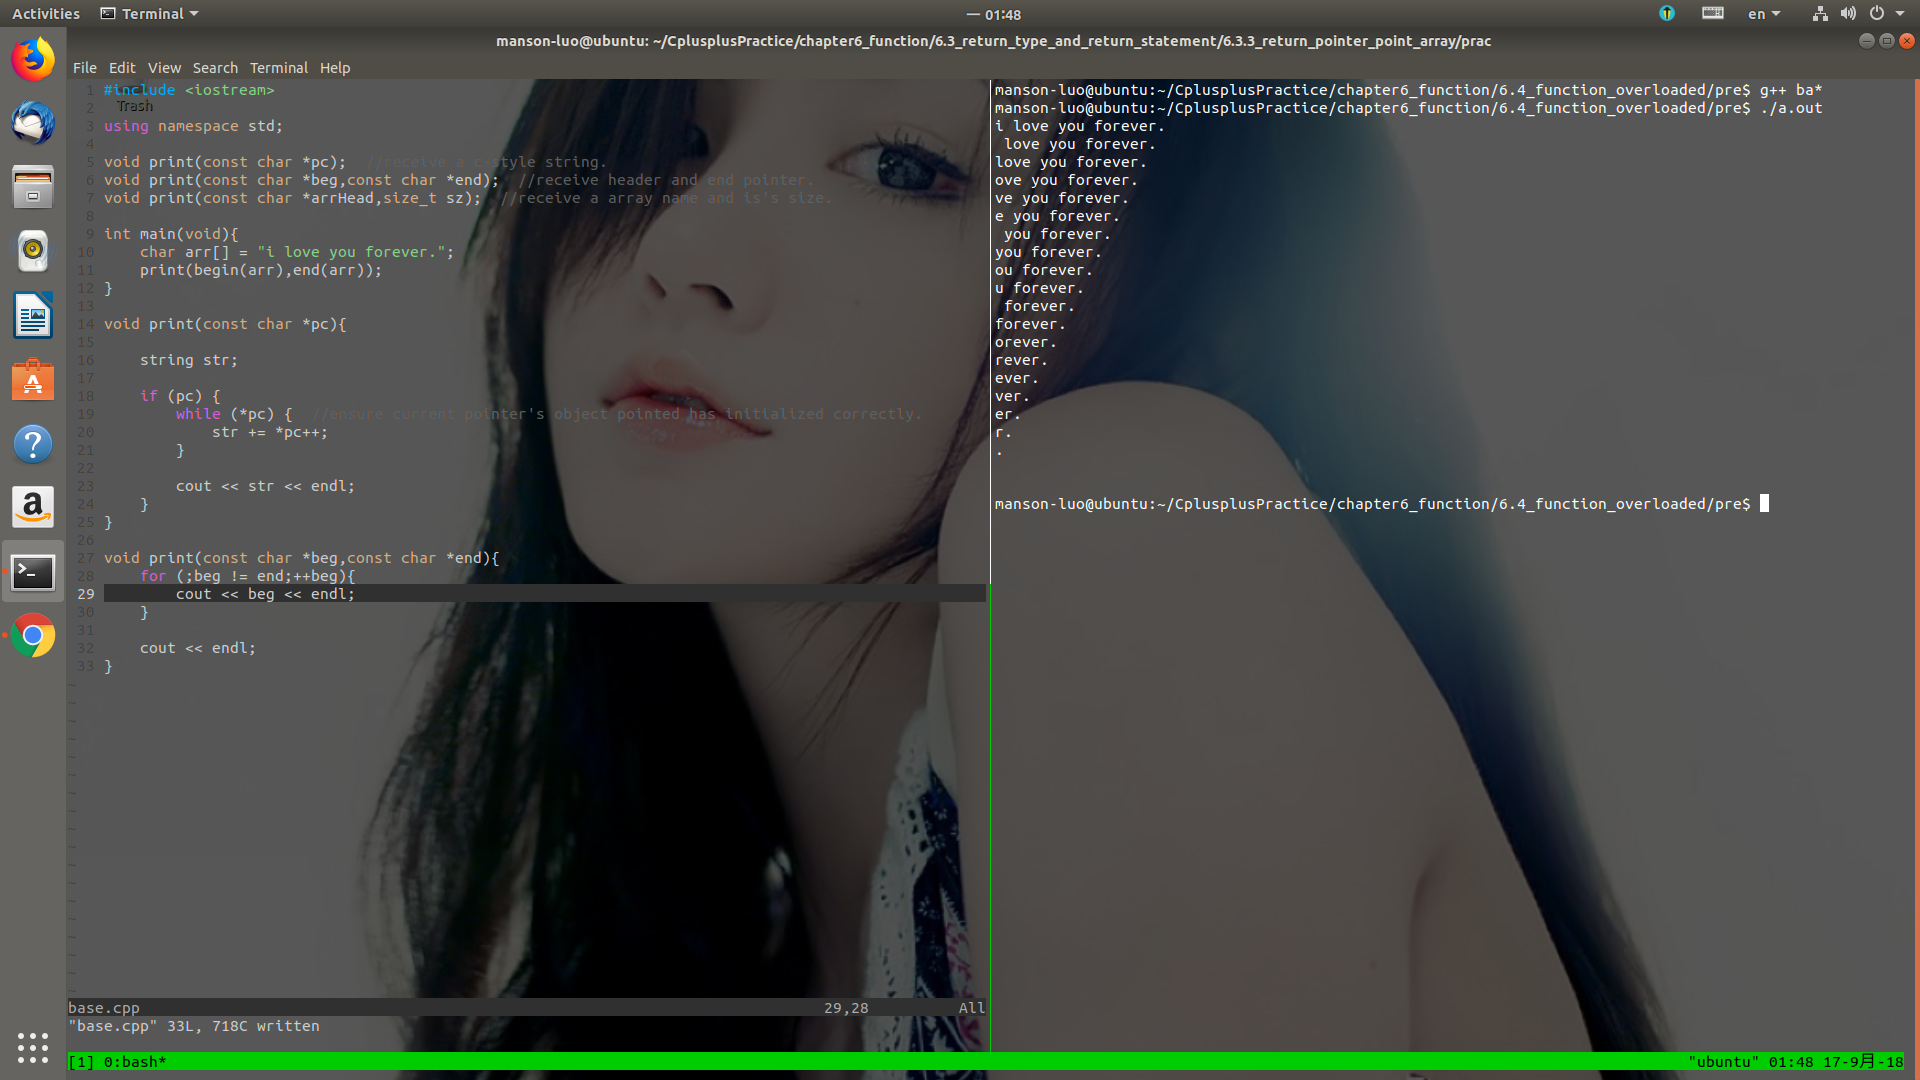 Activities Terminal 01:48 en
manson-luo@ubuntu: ~/CplusplusPractice/chapter6_function/6.3_return_type_and_return_statement/6.3.3_return_pointer_point_array/prac
File Edit View Search Terminal Help
1 #include <iostream>
2
Trash
3 using namespace std;
4
5 void print(const char *pc);  //receive a c-style string.
6 void print(const char *beg,const char *end);  //receive header and end pointer.
7 void print(const char *arrHead,size_t sz);  //receive a array name and is's size.
8
9 int main(void){
10     char arr[] = "i love you forever.";
11     print(begin(arr),end(arr));
12 }
13
14 void print(const char *pc){
15
16     string str;
17
18     if (pc) {
19         while (*pc) {  //ensure current pointer's object pointed has initialized correctly.
20             str += *pc++;
21         }
22
23         cout << str << endl;
24     }
25 }
26
27 void print(const char *beg,const char *end){
28     for (;beg != end;++beg){
29         cout << beg << endl;
30     }
31
32     cout << endl;
33 }
base.cpp 29,28 All
"base.cpp" 33L, 718C written
manson-luo@ubuntu:~/CplusplusPractice/chapter6_function/6.4_function_overloaded/pre$ g++ ba*
manson-luo@ubuntu:~/CplusplusPractice/chapter6_function/6.4_function_overloaded/pre$ ./a.out
i love you forever.
 love you forever.
love you forever.
ove you forever.
ve you forever.
e you forever.
 you forever.
you forever.
ou forever.
u forever.
 forever.
forever.
orever.
rever.
ever.
ver.
er.
r.
.
manson-luo@ubuntu:~/CplusplusPractice/chapter6_function/6.4_function_overloaded/pre$
[1] 0:bash* "ubuntu" 01:48 17-9月-18